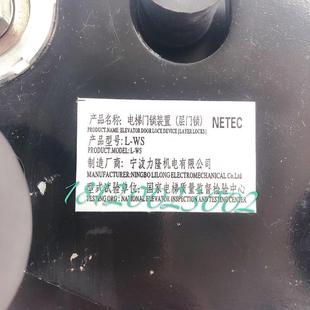 产品名称：电梯门锁装置（层门锁） NETEC
PRODUCT NAME: ELEVATOR DOOR LOCK DEVICE [LAYER LOCKS]
产品型号：L-WS
PRODUCT MODEL: L-WS
制造厂商：宁波力隆机电有限公司
MANUFACTURER:NINGBO LILONG ELECTROMECHANICAL Co.Ltd
18120023002
型式试验单位：国家电梯质量监督检验中心
TESTING ORG: NATIONAL ELEVATOR INSPECTION AND TESTING CENTER